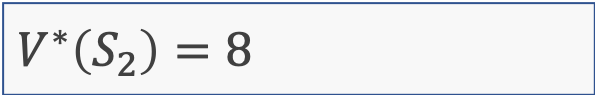 V*(S₂) = 8